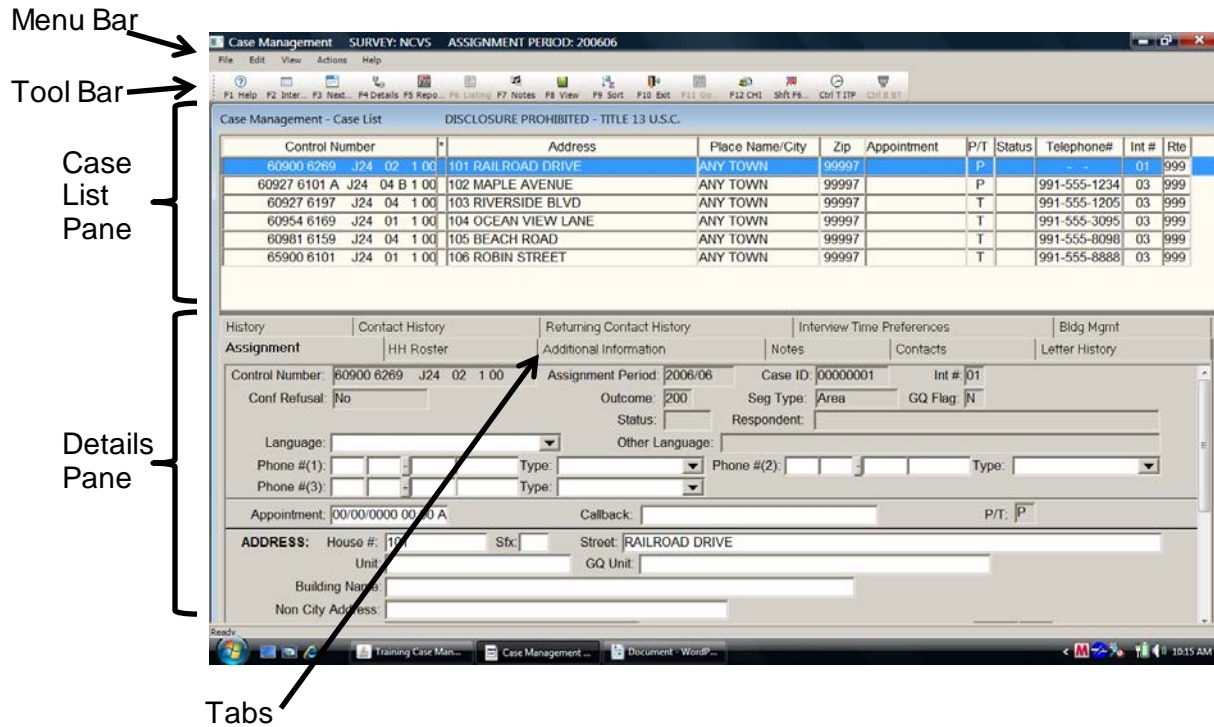 Menu Bar
Case Management SURVEY: NCVS ASSIGNMENT PERIOD: 200606
File Edit View Actions Help
Tool Bar
F1 Help F2 Inter... F3 Next... F4 Details F5 Repo... F6 Listing F7 Notes F8 View F9 Sort F10 Exit F11 Go... F12 CHI Shft F6... Ctrl T ITP Ctrl B BT
Case Management - Case List DISCLOSURE PROHIBITED - TITLE 13 U.S.C.
Control Number * Address Place Name/City Zip Appointment P/T Status Telephone# Int # Rte
60900 6269 J24 02 1 00 101 RAILROAD DRIVE ANY TOWN 99997 P - - 01 999
60927 6101 A J24 04 B 1 00 102 MAPLE AVENUE ANY TOWN 99997 P 991-555-1234 03 999
60927 6197 J24 04 1 00 103 RIVERSIDE BLVD ANY TOWN 99997 T 991-555-1205 03 999
60954 6169 J24 01 1 00 104 OCEAN VIEW LANE ANY TOWN 99997 T 991-555-3095 03 999
60981 6159 J24 04 1 00 105 BEACH ROAD ANY TOWN 99997 T 991-555-8098 03 999
65900 6101 J24 01 1 00 106 ROBIN STREET ANY TOWN 99997 T 991-555-8888 03 999
Case
List
Pane
History Contact History Returning Contact History Interview Time Preferences Bldg Mgmt
Assignment HH Roster Additional Information Notes Contacts Letter History
Control Number: 60900 6269 J24 02 1 00 Assignment Period: 2006/06 Case ID: 00000001 Int #: 01
Conf Refusal: No Outcome: 200 Seg Type: Area GQ Flag: N
Status: Respondent:
Language: Other Language:
Phone #(1): - Type: Phone #(2): - Type:
Phone #(3): - Type:
Appointment: 00/00/0000 00:00 A Callback: P/T: P
ADDRESS: House #: 101 Sfx: Street: RAILROAD DRIVE
Unit: GQ Unit:
Building Name:
Non City Address:
Details
Pane
Ready
Training Case Man... Case Management ... Document - WordP... < M 10:15 AM
Tabs